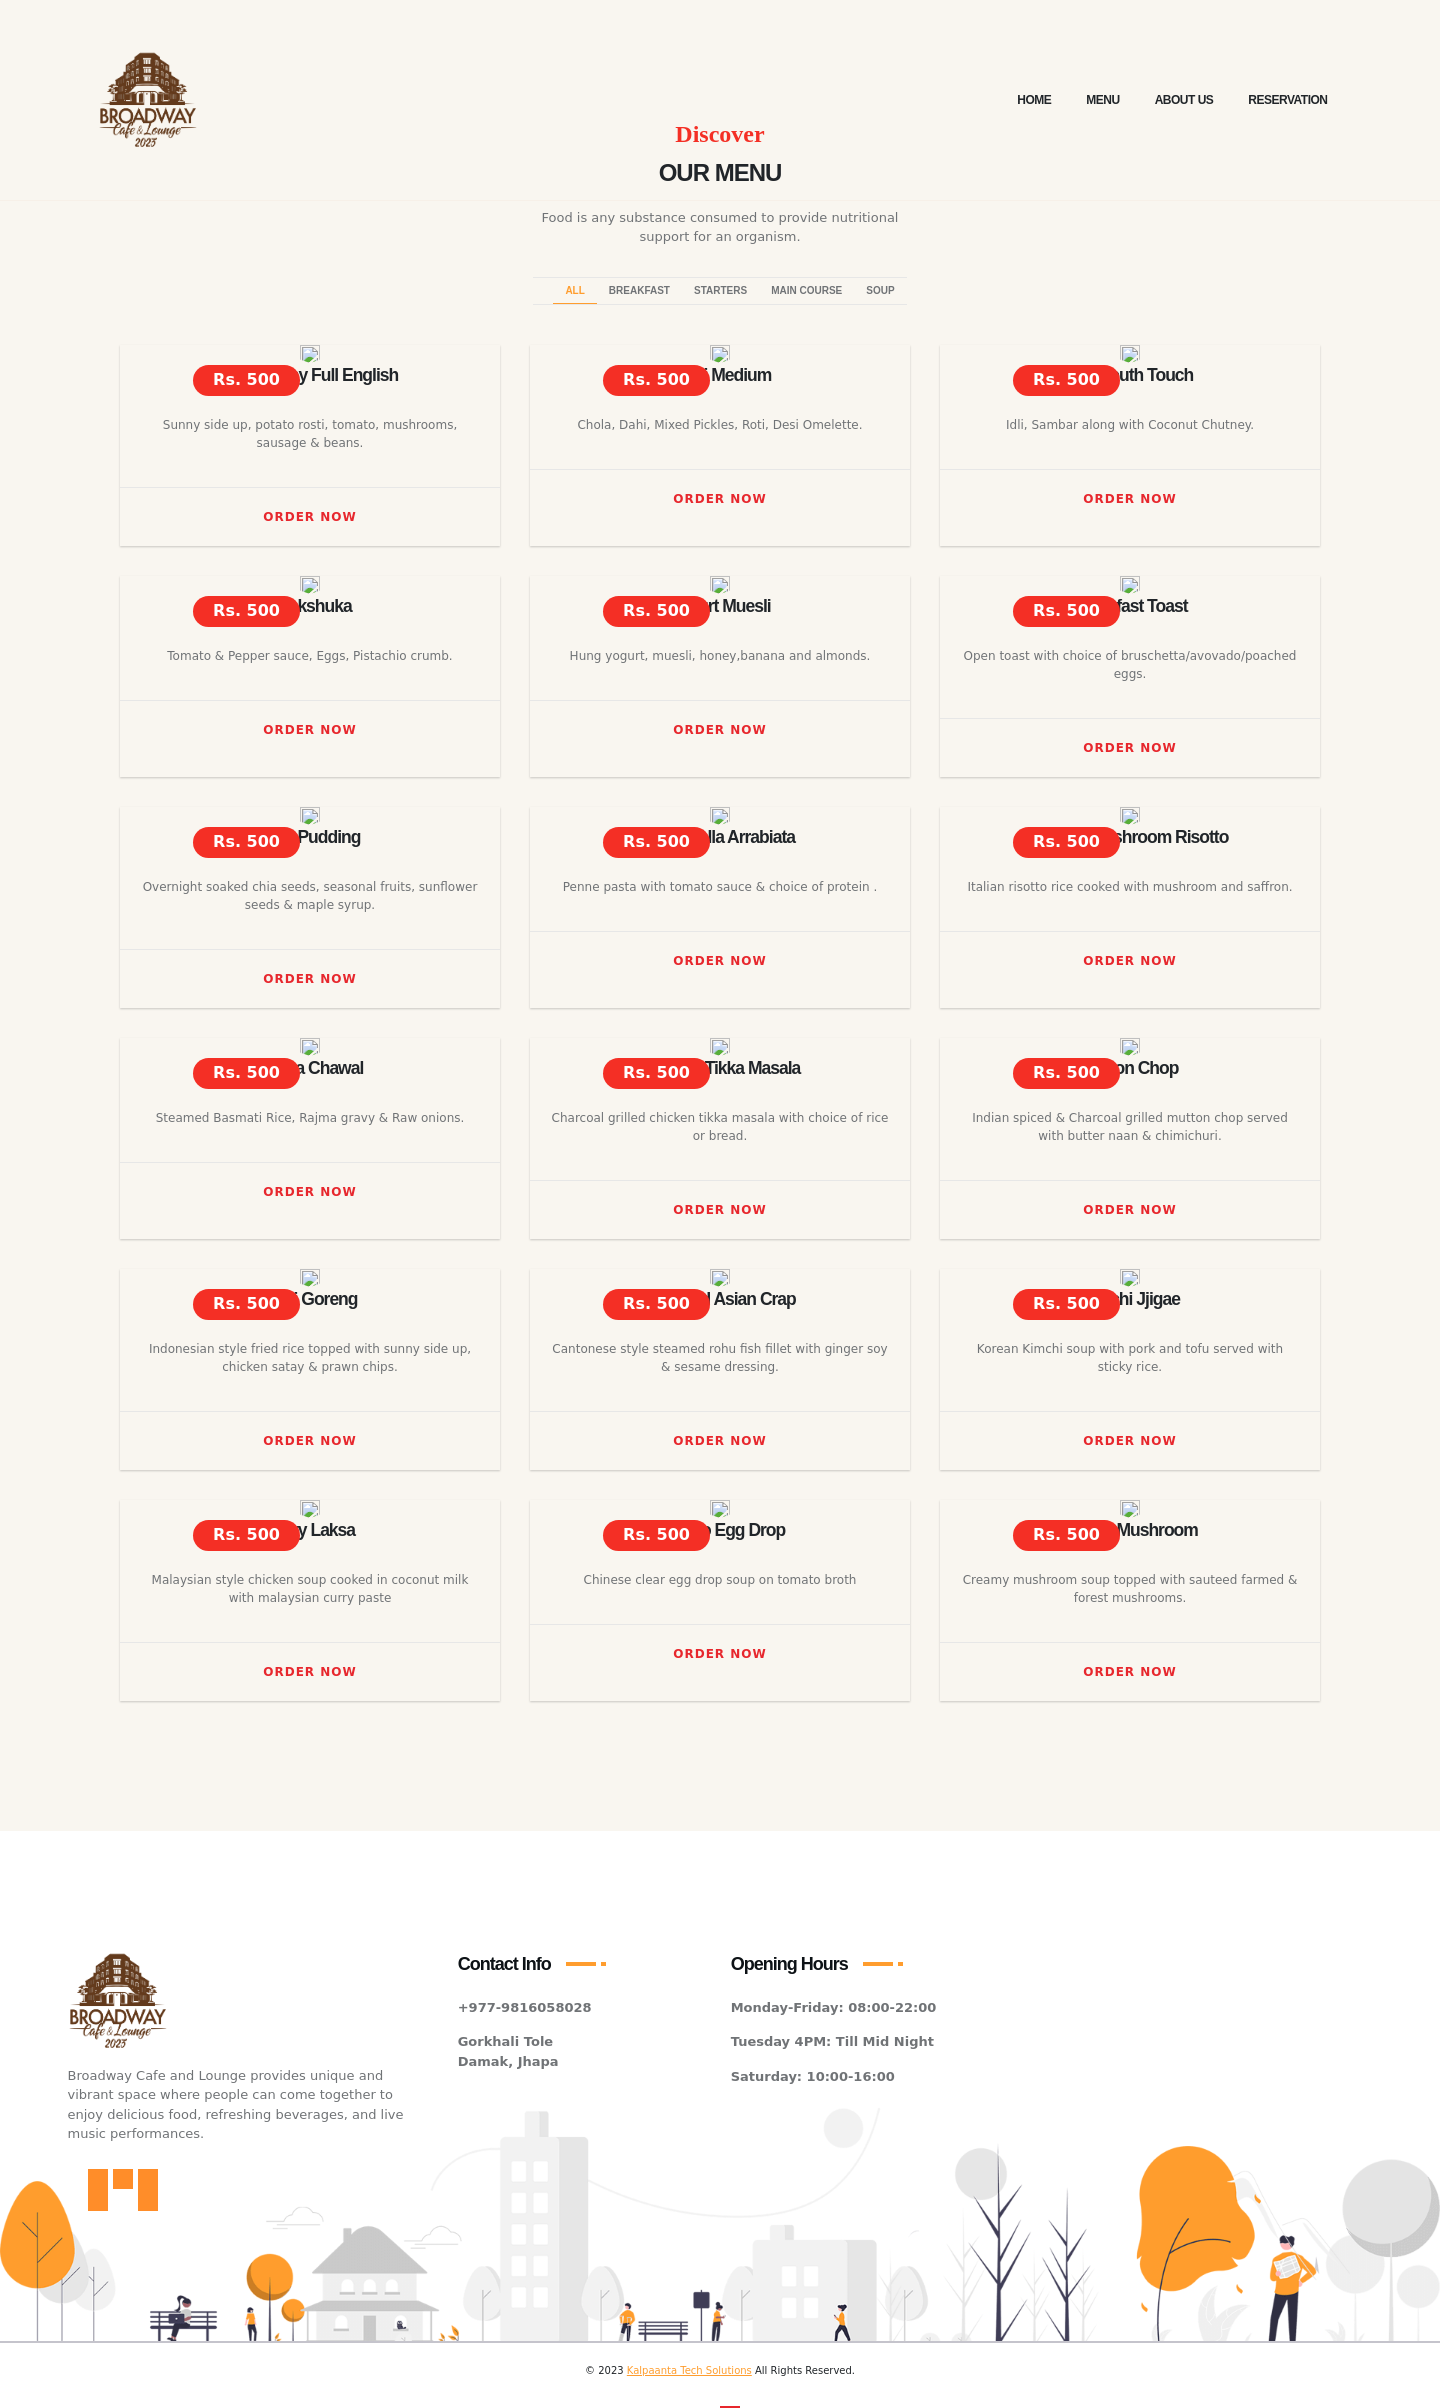 BROADWAY
Cafe & Lounge
2023
HOME MENU ABOUT US RESERVATION
Discover
OUR MENU
Food is any substance consumed to provide nutritional
support for an organism.
ALL BREAKFAST STARTERS MAIN COURSE SOUP
Rs. 500 Full English
Sunny side up, potato rosti, tomato, mushrooms,
sausage & beans.
ORDER NOW
Rs. 500 Medium
Chola, Dahi, Mixed Pickles, Roti, Desi Omelette.
ORDER NOW
Rs. 500 Touch
Idli, Sambar along with Coconut Chutney.
ORDER NOW
Rs. 500
Tomato & Pepper sauce, Eggs, Pistachio crumb.
ORDER NOW
Rs. 500 Muesli
Hung yogurt, muesli, honey,banana and almonds.
ORDER NOW
Rs. 500 Toast
Open toast with choice of bruschetta/avovado/poached
eggs.
ORDER NOW
Rs. 500 Pudding
Overnight soaked chia seeds, seasonal fruits, sunflower
seeds & maple syrup.
ORDER NOW
Rs. 500 Arrabiata
Penne pasta with tomato sauce & choice of protein .
ORDER NOW
Rs. 500 Risotto
Italian risotto rice cooked with mushroom and saffron.
ORDER NOW
Rs. 500 Chawal
Steamed Basmati Rice, Rajma gravy & Raw onions.
ORDER NOW
Rs. 500 Tikka Masala
Charcoal grilled chicken tikka masala with choice of rice
or bread.
ORDER NOW
Rs. 500 Chop
Indian spiced & Charcoal grilled mutton chop served
with butter naan & chimichuri.
ORDER NOW
Rs. 500 Goreng
Indonesian style fried rice topped with sunny side up,
chicken satay & prawn chips.
ORDER NOW
Rs. 500 Asian Crap
Cantonese style steamed rohu fish fillet with ginger soy
& sesame dressing.
ORDER NOW
Rs. 500 Jjigae
Korean Kimchi soup with pork and tofu served with
sticky rice.
ORDER NOW
Rs. 500 Laksa
Malaysian style chicken soup cooked in coconut milk
with malaysian curry paste
ORDER NOW
Rs. 500 Egg Drop
Chinese clear egg drop soup on tomato broth
ORDER NOW
Rs. 500 Mushroom
Creamy mushroom soup topped with sauteed farmed &
forest mushrooms.
ORDER NOW
BROADWAY
Cafe & Lounge
2023
Broadway Cafe and Lounge provides unique and
vibrant space where people can come together to
enjoy delicious food, refreshing beverages, and live
music performances.
Contact Info
+977-9816058028
Gorkhali Tole
Damak, Jhapa
Opening Hours
Monday-Friday: 08:00-22:00
Tuesday 4PM: Till Mid Night
Saturday: 10:00-16:00
© 2023 Kalpaanta Tech Solutions All Rights Reserved.